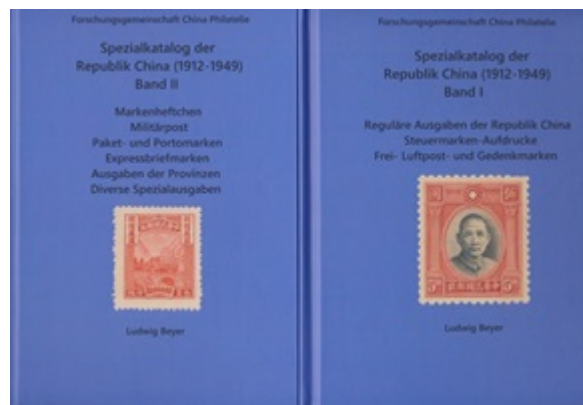 Forschungsgemeinschaft China Philatelie
Spezialkatalog der
Republik China (1912-1949)
Band II
Markenheftchen
Militärpost
Paket- und Portomarken
Expressbriefmarken
Ausgaben der Provinzen
Diverse Spezialausgaben
Ludwig Beyer
Forschungsgemeinschaft China Philatelie
Spezialkatalog der
Republik China (1912-1949)
Band I
Reguläre Ausgaben der Republik China
Steuermarken-Aufdrucke
Frei- Luftpost- und Gedenkmarken
Ludwig Beyer